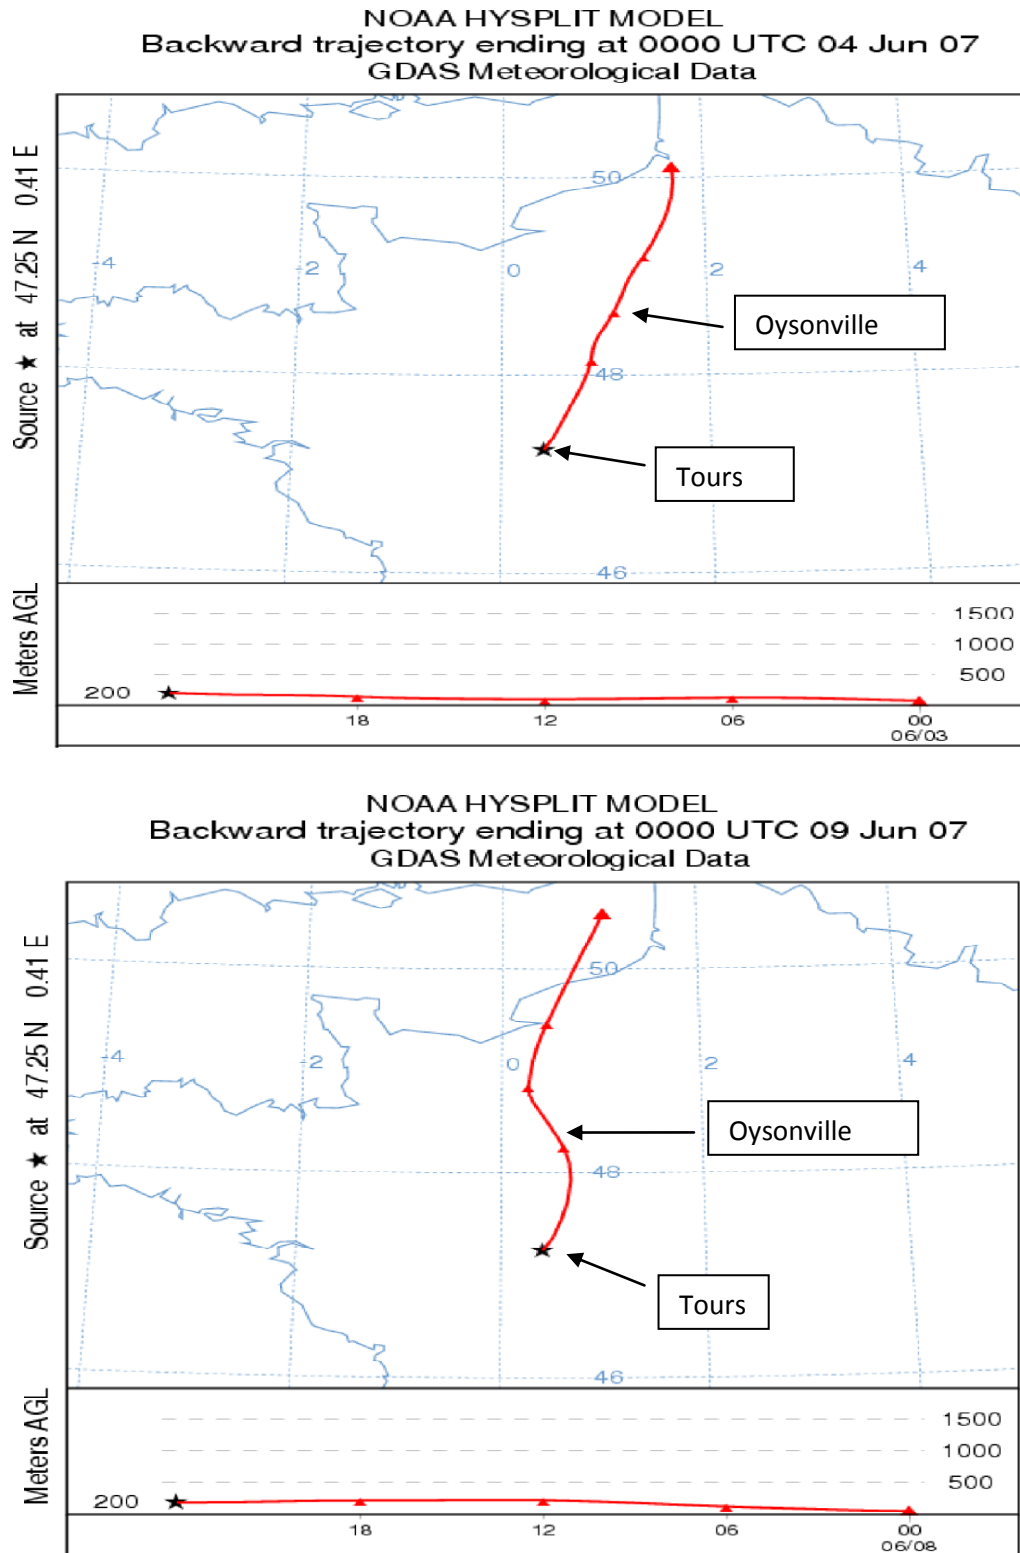 NOAA HYSPLIT MODEL
Backward trajectory ending at 0000 UTC 04 Jun 07
GDAS Meteorological Data
Source ★ at 47.25 N 0.41 E
50
-4
-2
0
2
4
Oysonville
48
Tours
46
Meters AGL
1500
1000
500
200
18
12
06
00
06/03
NOAA HYSPLIT MODEL
Backward trajectory ending at 0000 UTC 09 Jun 07
GDAS Meteorological Data
Source ★ at 47.25 N 0.41 E
50
-4
-2
0
2
4
Oysonville
48
Tours
46
Meters AGL
1500
1000
500
200
18
12
06
00
06/08